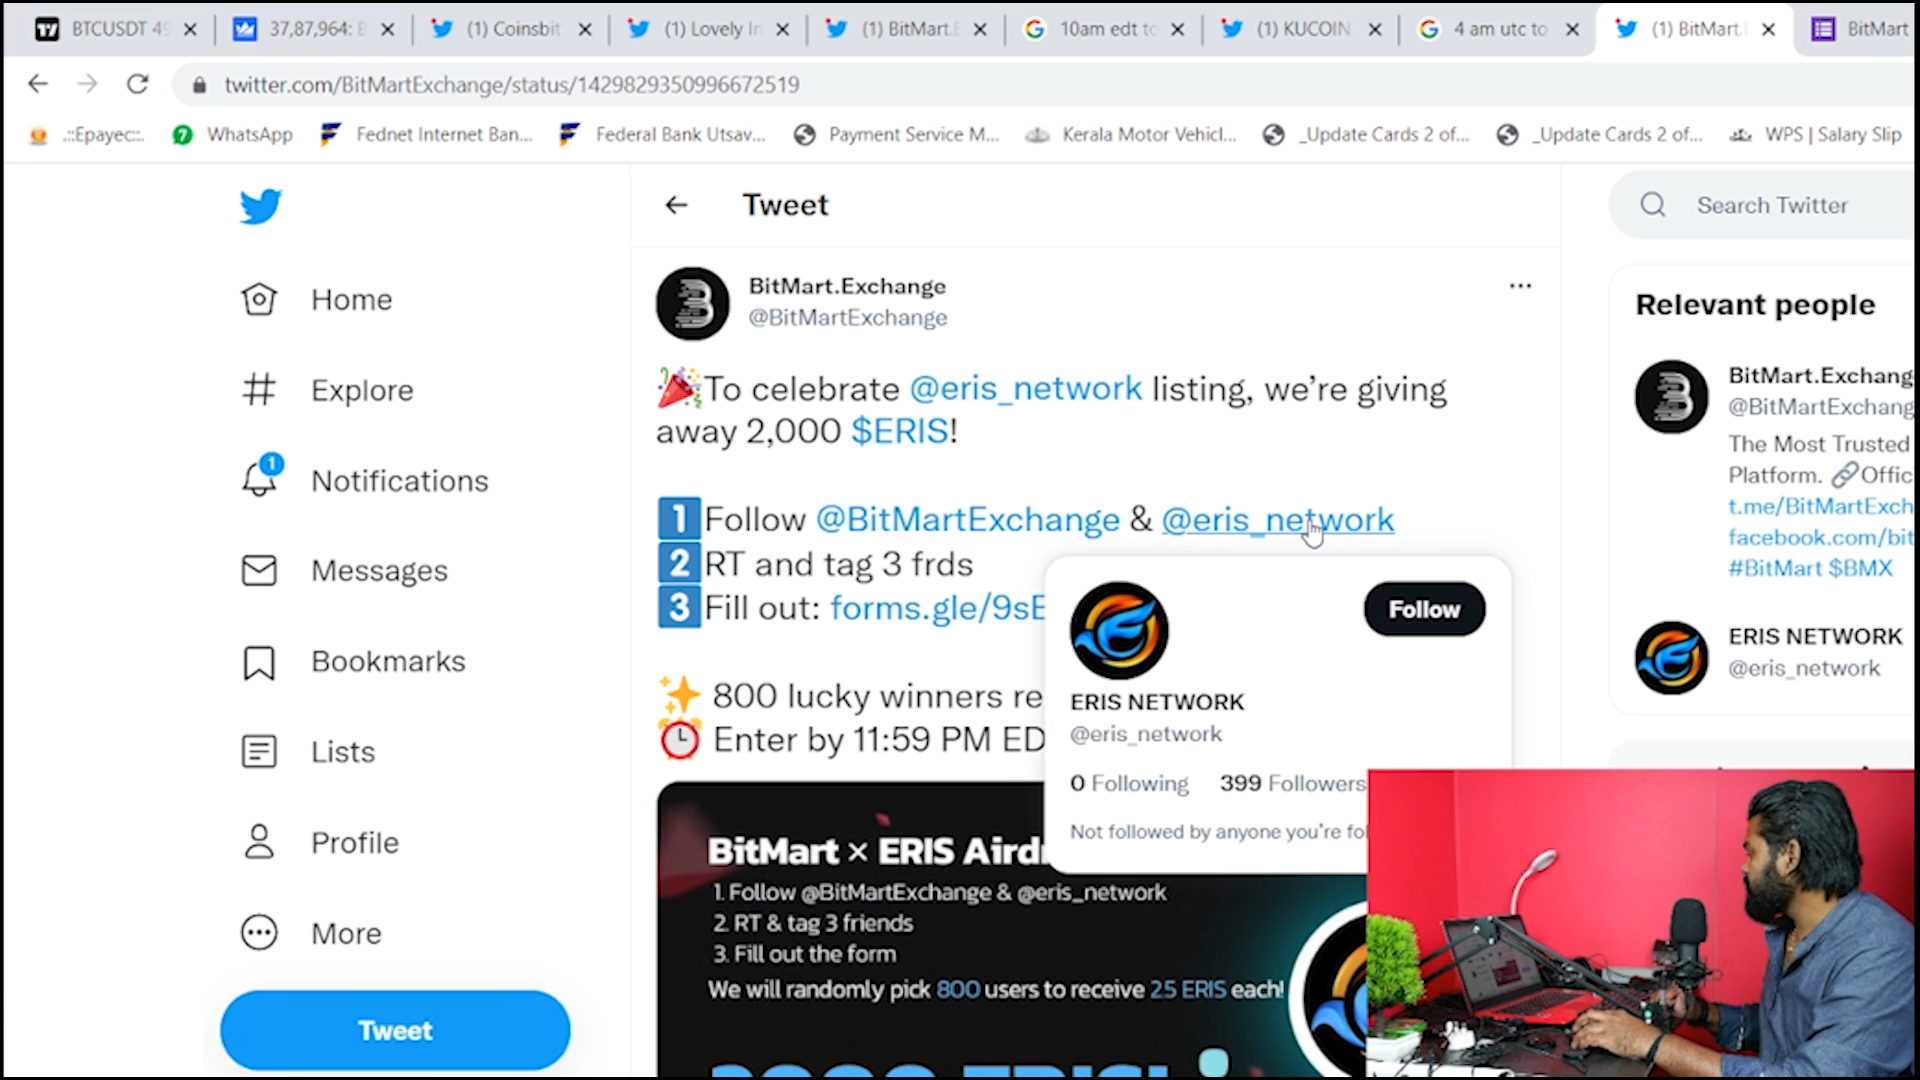 BTCUSDT 49
37,87,964: B
(1) Coinsbit
(1) Lovely In
(1) BitMart.E
10am edt to
(1) KUCOIN
4 am utc to
(1) BitMart.E
BitMart
twitter.com/BitMartExchange/status/1429829350996672519
.::Epayec::.
WhatsApp
Fednet Internet Ban...
Federal Bank Utsav...
Payment Service M...
Kerala Motor Vehicl...
_Update Cards 2 of...
_Update Cards 2 of...
WPS | Salary Slip
Home
Explore
1
Notifications
Messages
Bookmarks
Lists
Profile
More
Tweet
Tweet
BitMart.Exchange
@BitMartExchange
To celebrate @eris_network listing, we're giving
away 2,000 $ERIS!
1 Follow @BitMartExchange & @eris_network
2 RT and tag 3 frds
3 Fill out: forms.gle/9sE
800 lucky winners re
Enter by 11:59 PM ED
Follow
ERIS NETWORK
@eris_network
0 Following 399 Followers
Not followed by anyone you're fol
BitMart × ERIS Aird
1. Follow @BitMartExchange & @eris_network
2. RT & tag 3 friends
3. Fill out the form
We will randomly pick 800 users to receive 25 ERIS each!
2000 ERIS!
Search Twitter
Relevant people
BitMart.Exchang
@BitMartExchang
The Most Trusted
Platform. Offic
t.me/BitMartExch
facebook.com/bit
#BitMart $BMX
ERIS NETWORK
@eris_network